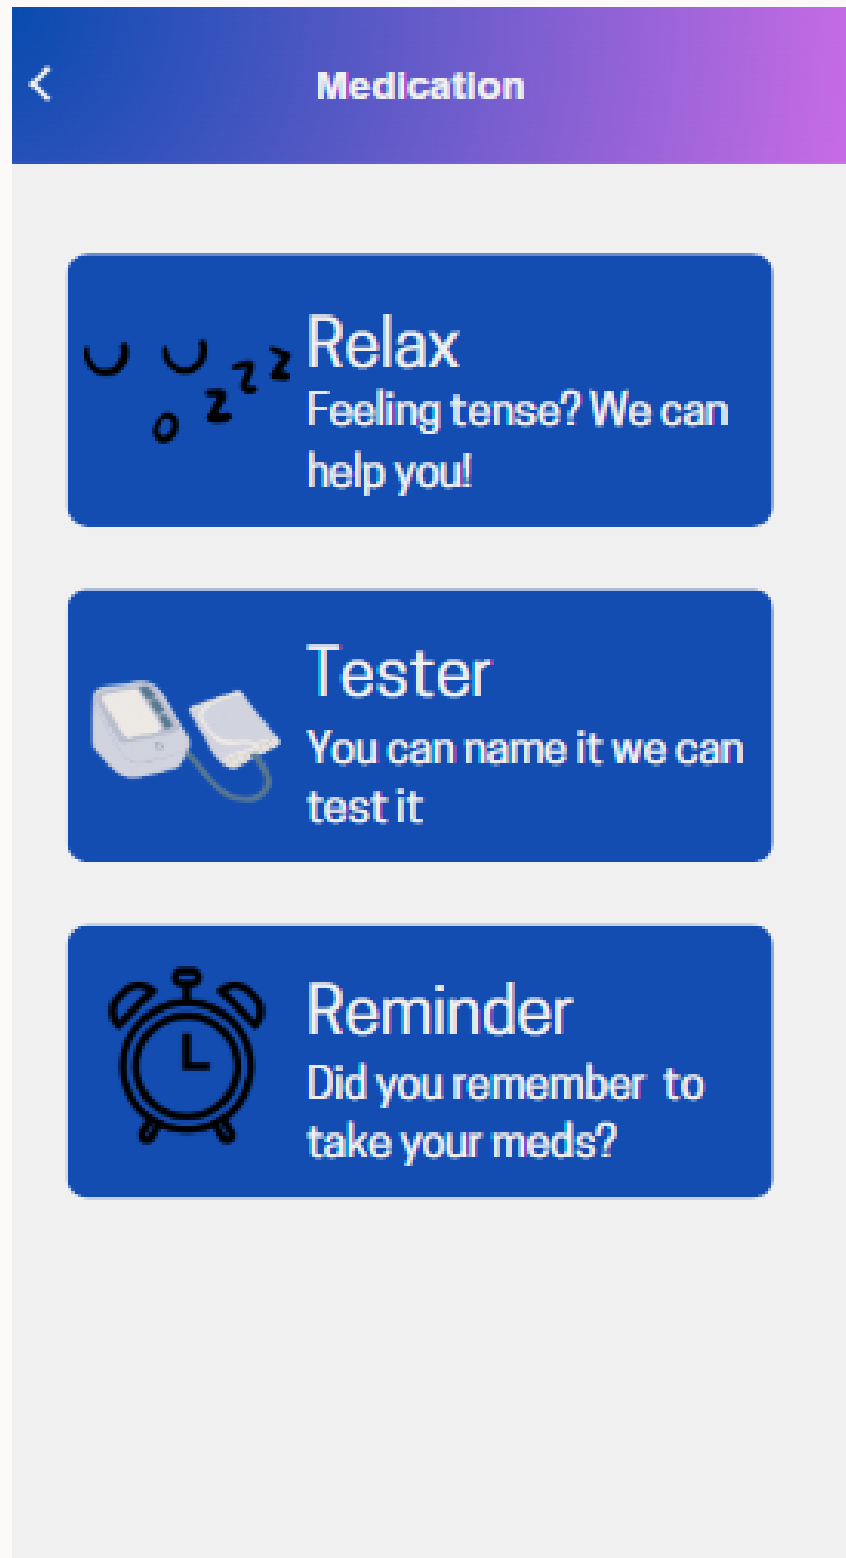 Medication
Relax
Feeling tense? We can
help you!
Tester
You can name it we can
test it
Reminder
Did you remember  to
take your meds?